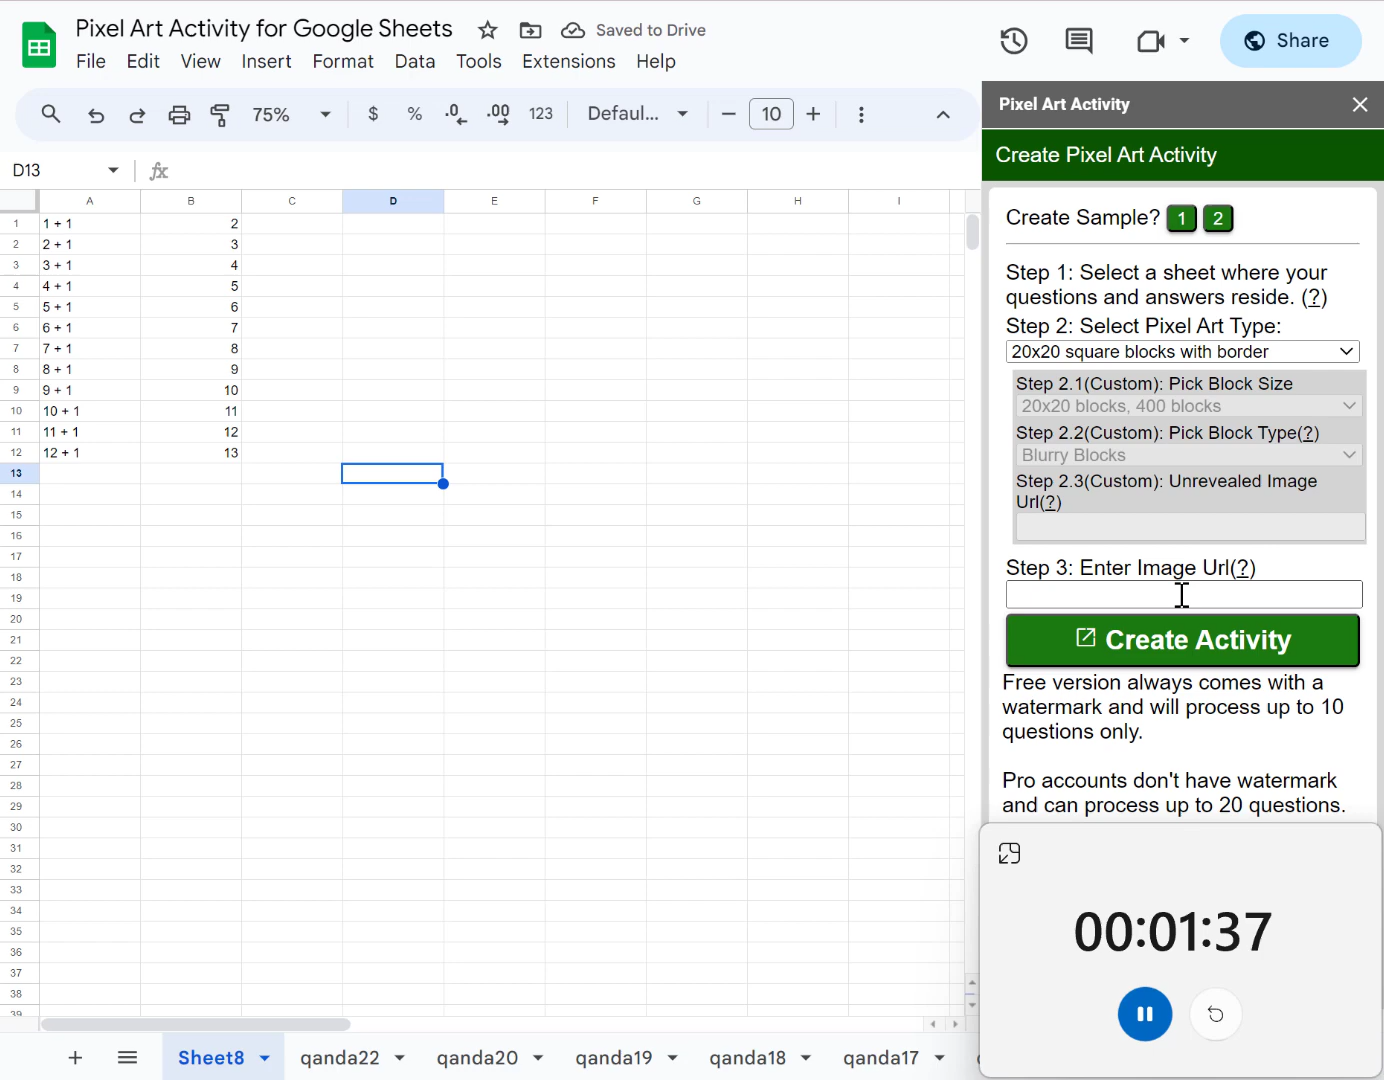 Pixel Art Activity for Google Sheets
Saved to Drive
File Edit View Insert Format Data Tools Extensions Help
Share
75% $ % .0 .00 123 Defaul... − 10 +
D13 fx
A B C D E F G H I
1 1 + 1 2
2 2 + 1 3
3 3 + 1 4
4 4 + 1 5
5 5 + 1 6
6 6 + 1 7
7 7 + 1 8
8 8 + 1 9
9 9 + 1 10
10 10 + 1 11
11 11 + 1 12
12 12 + 1 13
13
14
15
16
17
18
19
20
21
22
23
24
25
26
27
28
29
30
31
32
33
34
35
36
37
38
39
Sheet8 qanda22 qanda20 qanda19 qanda18 qanda17
Pixel Art Activity
Create Pixel Art Activity
Create Sample? 1 2
Step 1: Select a sheet where your
questions and answers reside. (?)
Step 2: Select Pixel Art Type:
20x20 square blocks with border
Step 2.1(Custom): Pick Block Size
20x20 blocks, 400 blocks
Step 2.2(Custom): Pick Block Type(?)
Blurry Blocks
Step 2.3(Custom): Unrevealed Image
Url(?)
Step 3: Enter Image Url(?)
Create Activity
Free version always comes with a
watermark and will process up to 10
questions only.
Pro accounts don't have watermark
and can process up to 20 questions.
00:01:37